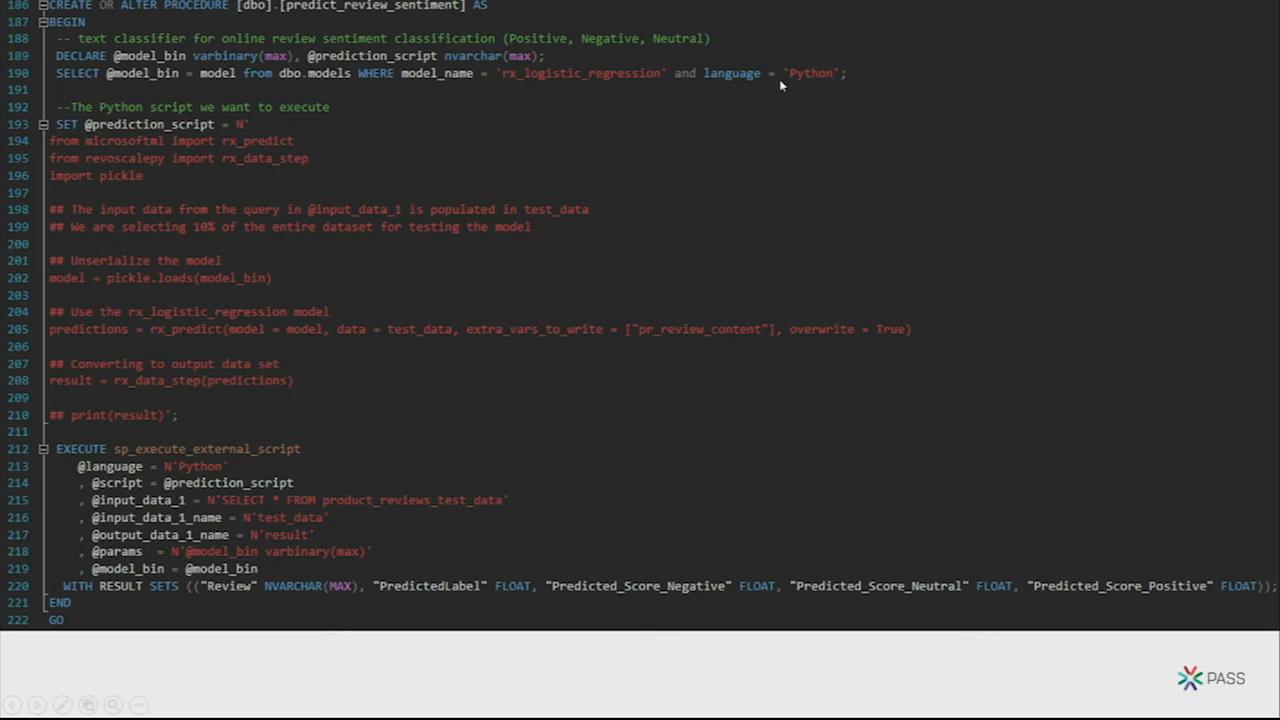 186 CREATE OR ALTER PROCEDURE [dbo].[predict_review_sentiment] AS
187 BEGIN
188 -- text classifier for online review sentiment classification (Positive, Negative, Neutral)
189 DECLARE @model_bin varbinary(max), @prediction_script nvarchar(max);
190 SELECT @model_bin = model from dbo.models WHERE model_name = 'rx_logistic_regression' and language = 'Python';
191
192 --The Python script we want to execute
193 SET @prediction_script = N'
194 from microsoftml import rx_predict
195 from revoscalepy import rx_data_step
196 import pickle
197
198 ## The input data from the query in @input_data_1 is populated in test_data
199 ## We are selecting 10% of the entire dataset for testing the model
200
201 ## Unserialize the model
202 model = pickle.loads(model_bin)
203
204 ## Use the rx_logistic_regression model
205 predictions = rx_predict(model = model, data = test_data, extra_vars_to_write = ["pr_review_content"], overwrite = True)
206
207 ## Converting to output data set
208 result = rx_data_step(predictions)
209
210 ## print(result)';
211
212 EXECUTE sp_execute_external_script
213 @language = N'Python'
214 , @script = @prediction_script
215 , @input_data_1 = N'SELECT * FROM product_reviews_test_data'
216 , @input_data_1_name = N'test_data'
217 , @output_data_1_name = N'result'
218 , @params  = N'@model_bin varbinary(max)'
219 , @model_bin = @model_bin
220 WITH RESULT SETS (("Review" NVARCHAR(MAX), "PredictedLabel" FLOAT, "Predicted_Score_Negative" FLOAT, "Predicted_Score_Neutral" FLOAT, "Predicted_Score_Positive" FLOAT));
221 END
222 GO
PASS